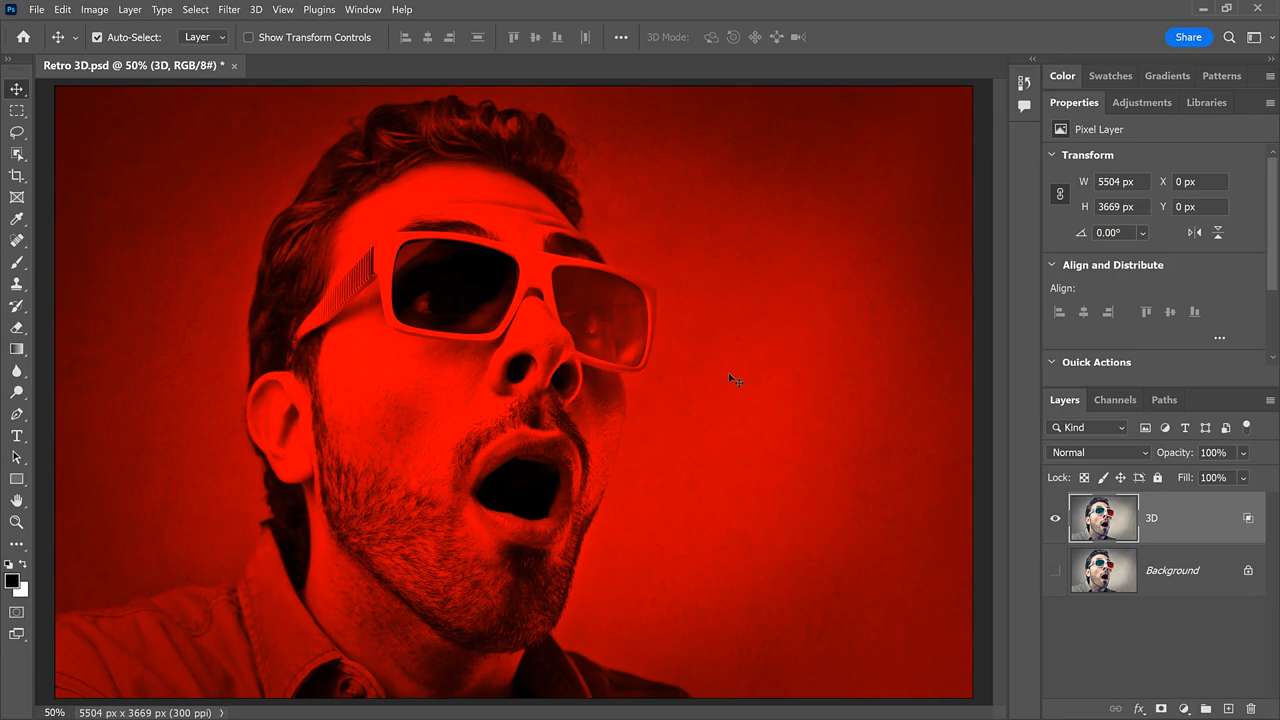 Ps File Edit Image Layer Type Select Filter 3D View Plugins Window Help
Auto-Select: Layer Show Transform Controls 3D Mode: Share
Retro 3D.psd @ 50% (3D, RGB/8#) * ×
Color Swatches Gradients Patterns
Properties Adjustments Libraries
Pixel Layer
Transform
W 5504 px X 0 px
H 3669 px Y 0 px
0.00°
Align and Distribute
Align:
Quick Actions
Layers Channels Paths
Kind
Normal Opacity: 100%
Lock: Fill: 100%
3D
Background
50% 5504 px x 3669 px (300 ppi)